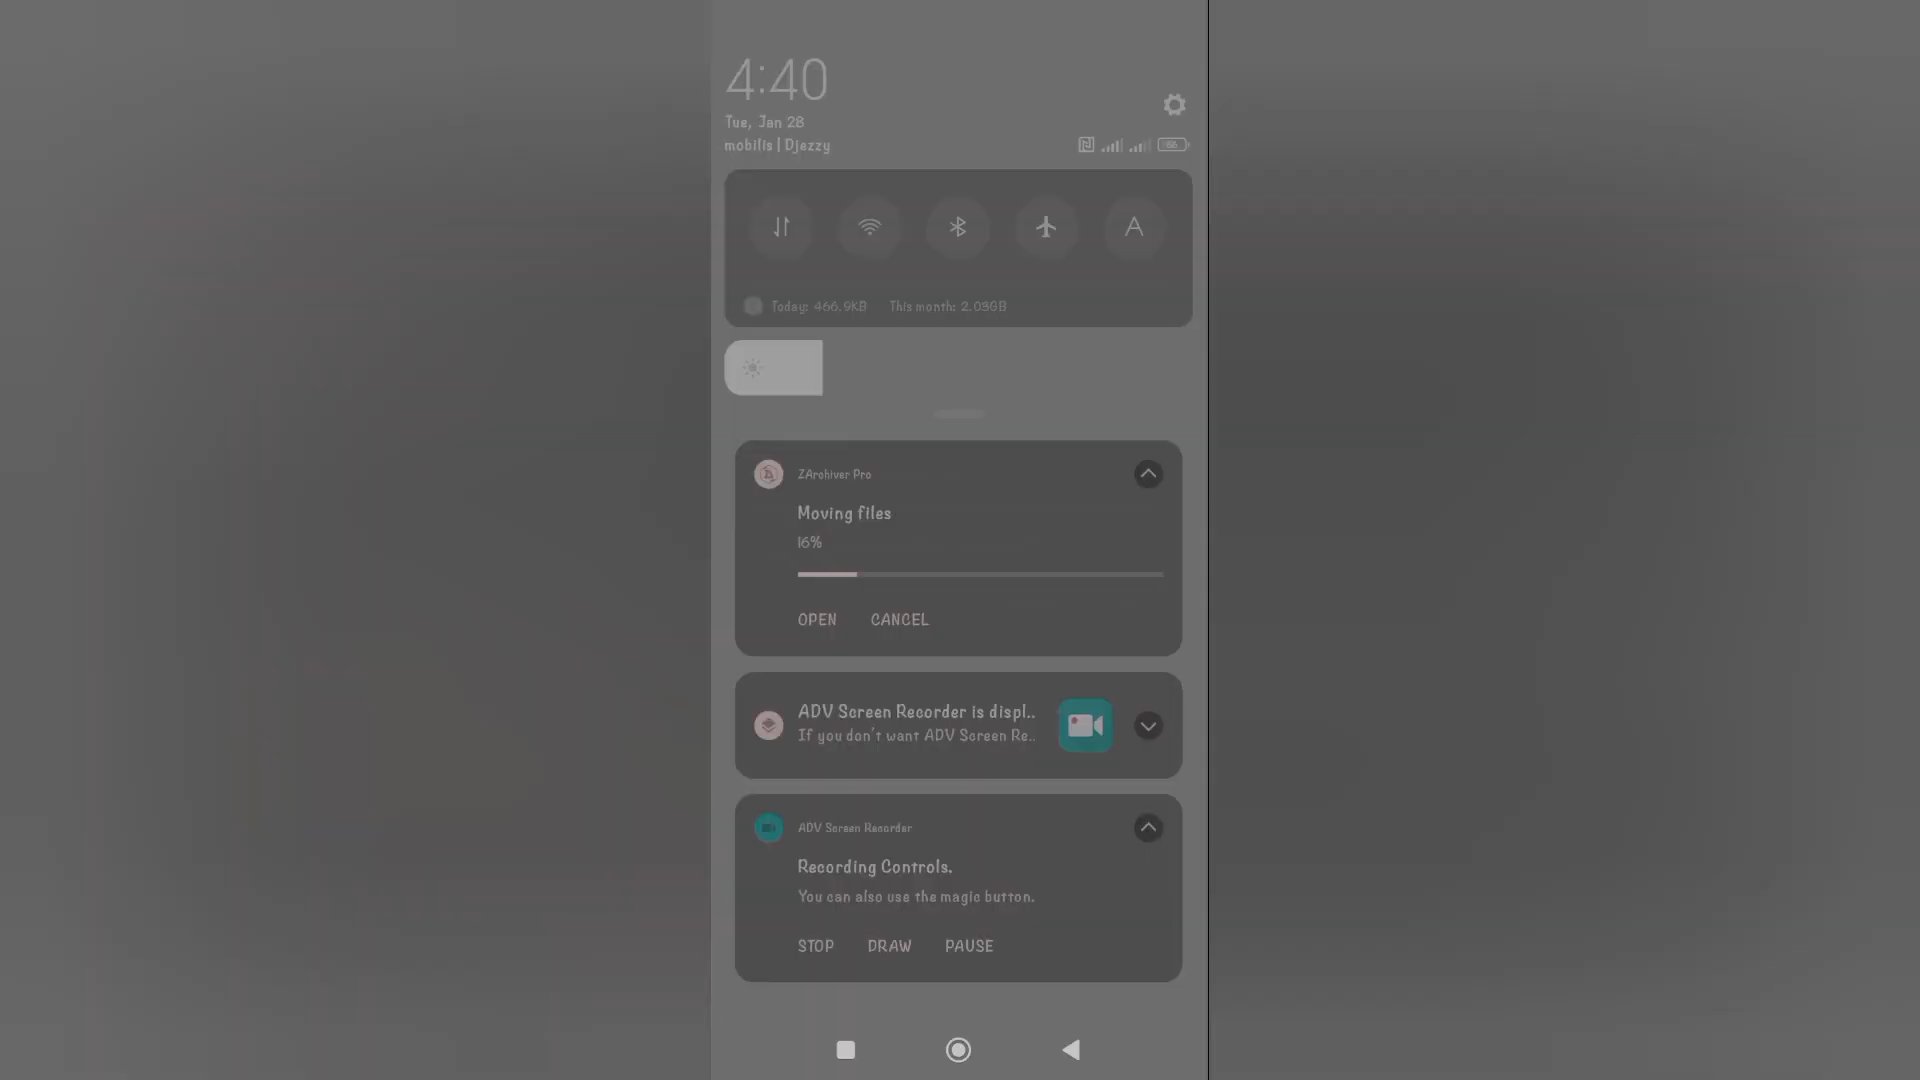 4:40
Tue, Jan 28
mobilis | Djezzy
66
A
Today: 466.9KB This month: 2.03GB
ZArchiver Pro
Moving files
16%
OPEN CANCEL
ADV Screen Recorder is displ..
If you don't want ADV Screen Re..
ADV Screen Recorder
Recording Controls.
You can also use the magic button.
STOP DRAW PAUSE